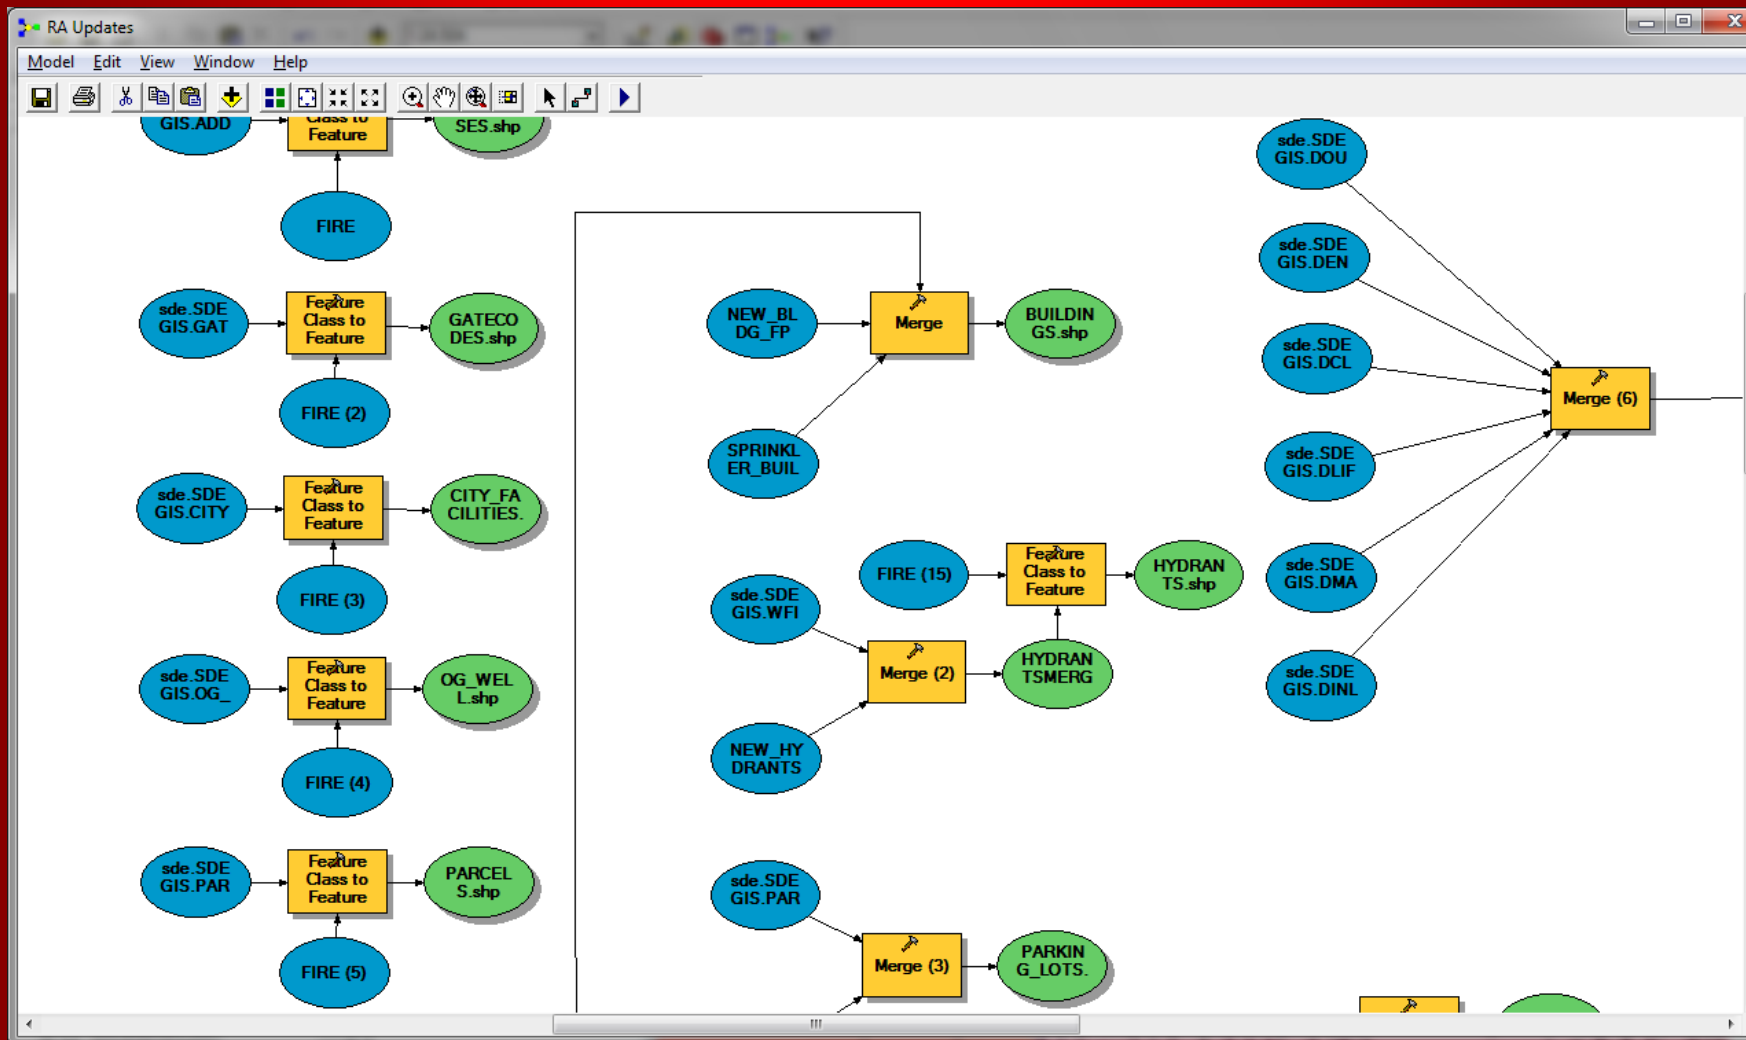 RA Updates
Model Edit View Window Help
GIS.ADD
Class to
Feature
SES.shp
FIRE
sde.SDE
GIS.GAT
Feature
Class to
Feature
GATECO
DES.shp
FIRE (2)
sde.SDE
GIS.CITY
Feature
Class to
Feature
CITY_FA
CILITIES.
FIRE (3)
sde.SDE
GIS.OG_
Feature
Class to
Feature
OG_WEL
L.shp
FIRE (4)
sde.SDE
GIS.PAR
Feature
Class to
Feature
PARCEL
S.shp
FIRE (5)
NEW_BL
DG_FP
Merge
BUILDIN
GS.shp
SPRINKL
ER_BUIL
FIRE (15)
Feature
Class to
Feature
HYDRAN
TS.shp
sde.SDE
GIS.WFI
Merge (2)
HYDRAN
TSMERG
NEW_HY
DRANTS
sde.SDE
GIS.PAR
Merge (3)
PARKIN
G_LOTS.
sde.SDE
GIS.DOU
sde.SDE
GIS.DEN
sde.SDE
GIS.DCL
Merge (6)
sde.SDE
GIS.DLIF
sde.SDE
GIS.DMA
sde.SDE
GIS.DINL